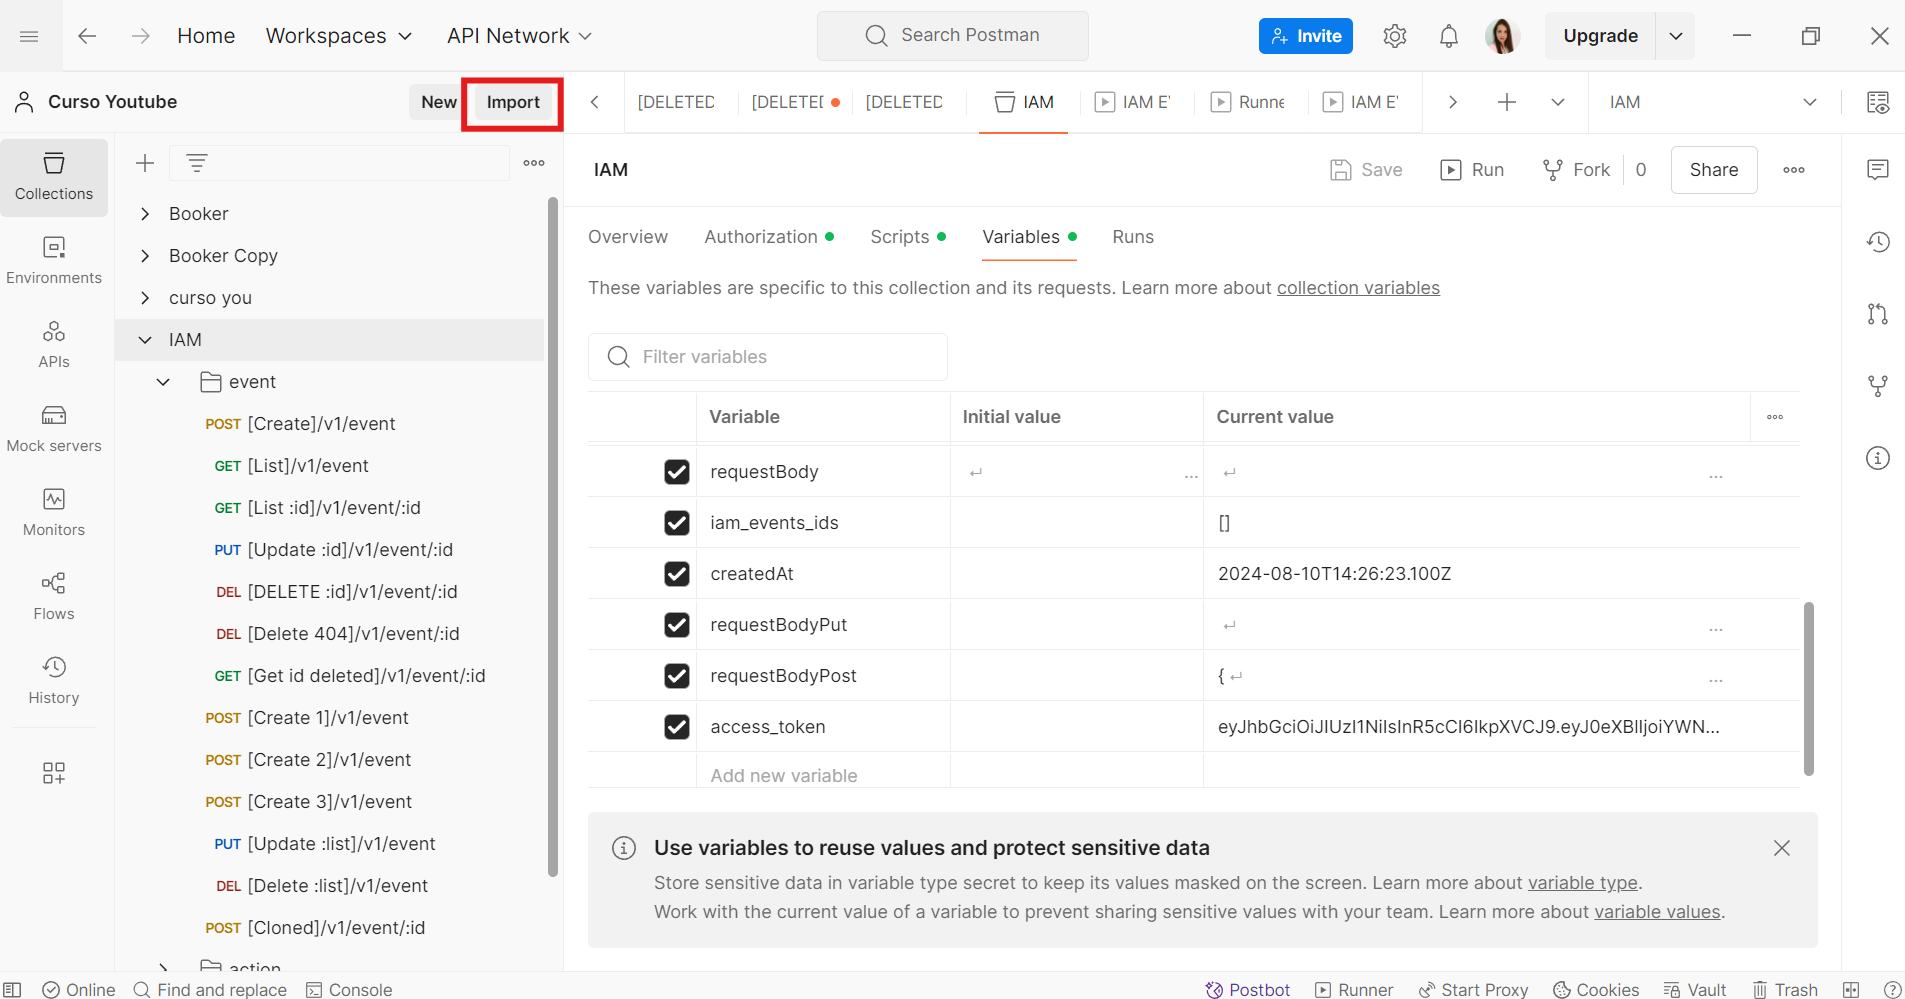 Home Workspaces API Network Search Postman Invite Upgrade
Curso Youtube New Import [DELETED [DELETE [DELETED IAM IAM E Runne IAM E IAM
Collections
Environments
APIs
Mock servers
Monitors
Flows
History
Booker
Booker Copy
curso you
IAM
event
POST [Create]/v1/event
GET [List]/v1/event
GET [List :id]/v1/event/:id
PUT [Update :id]/v1/event/:id
DEL [DELETE :id]/v1/event/:id
DEL [Delete 404]/v1/event/:id
GET [Get id deleted]/v1/event/:id
POST [Create 1]/v1/event
POST [Create 2]/v1/event
POST [Create 3]/v1/event
PUT [Update :list]/v1/event
DEL [Delete :list]/v1/event
POST [Cloned]/v1/event/:id
action
IAM Save Run Fork 0 Share
Overview Authorization Scripts Variables Runs
These variables are specific to this collection and its requests. Learn more about collection variables
Filter variables
Variable Initial value Current value
requestBody ↵ ... ↵ ...
iam_events_ids []
createdAt 2024-08-10T14:26:23.100Z
requestBodyPut ↵ ...
requestBodyPost { ↵ ...
access_token
Add new variable
Use variables to reuse values and protect sensitive data
Store sensitive data in variable type secret to keep its values masked on the screen. Learn more about variable type.
Work with the current value of a variable to prevent sharing sensitive values with your team. Learn more about variable values.
Online Find and replace Console Postbot Runner Start Proxy Cookies Vault Trash